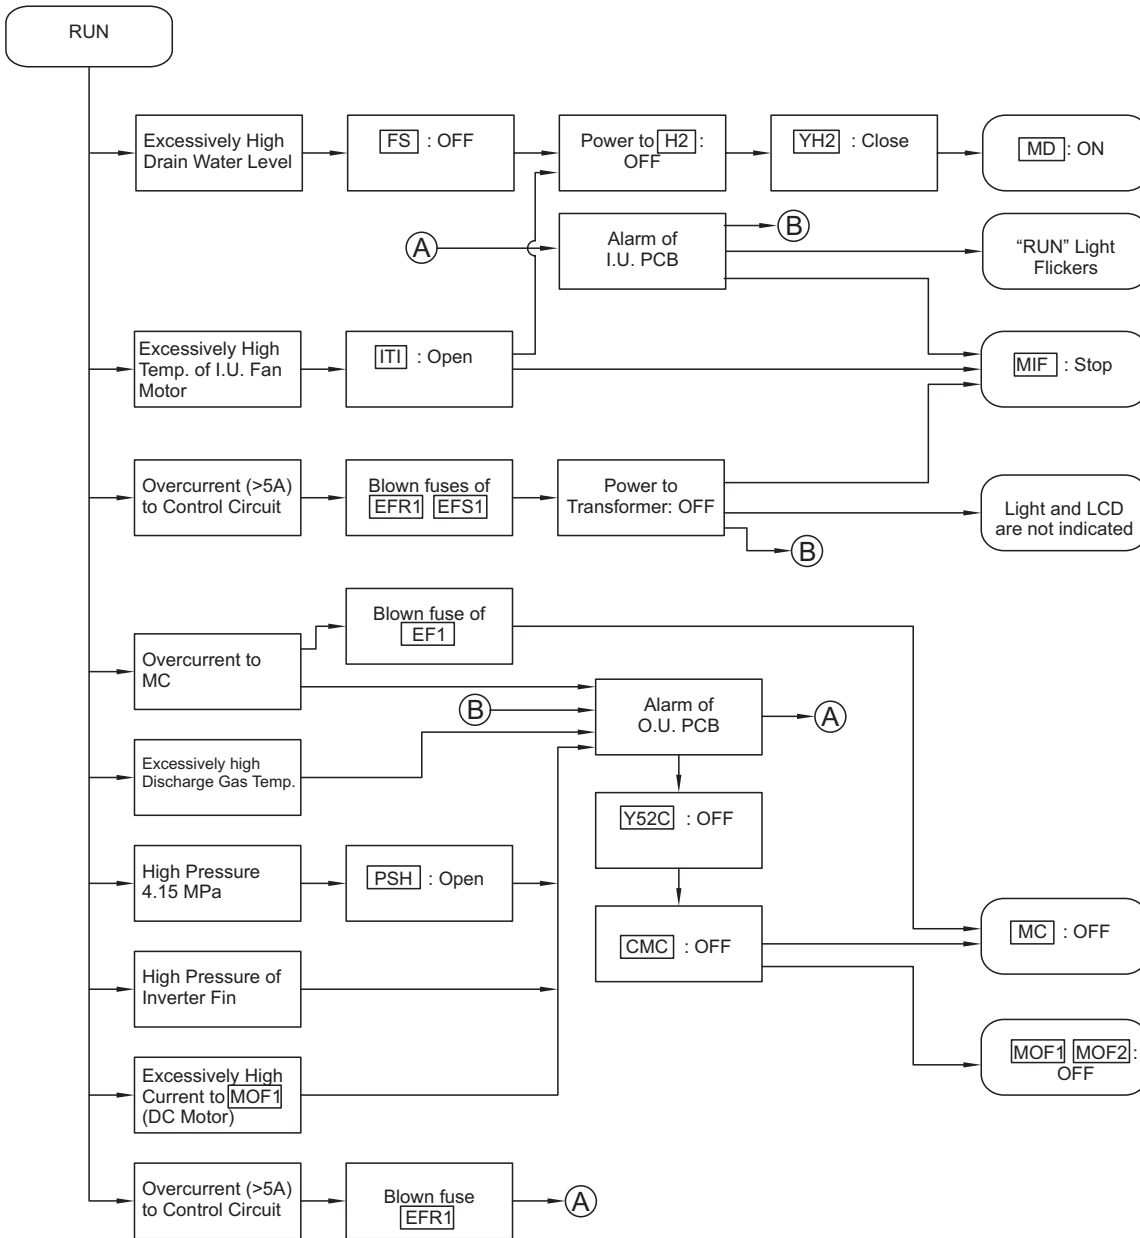 RUN
Excessively High
Drain Water Level
FS : OFF
Power to H2 :
OFF
YH2 : Close
MD : ON
A
Alarm of
I.U. PCB
B
“RUN” Light
Flickers
Excessively High
Temp. of I.U. Fan
Motor
ITI : Open
MIF : Stop
Overcurrent (>5A)
to Control Circuit
Blown fuses of
EFR1 EFS1
Power to
Transformer: OFF
B
Light and LCD
are not indicated
Overcurrent to
MC
Blown fuse of
EF1
B
Alarm of
O.U. PCB
A
Excessively high
Discharge Gas Temp.
Y52C : OFF
High Pressure
4.15 MPa
PSH : Open
CMC : OFF
MC : OFF
High Pressure of
Inverter Fin
MOF1 MOF2 :
OFF
Excessively High
Current to MOF1
(DC Motor)
Overcurrent (>5A)
to Control Circuit
Blown fuse
EFR1
A